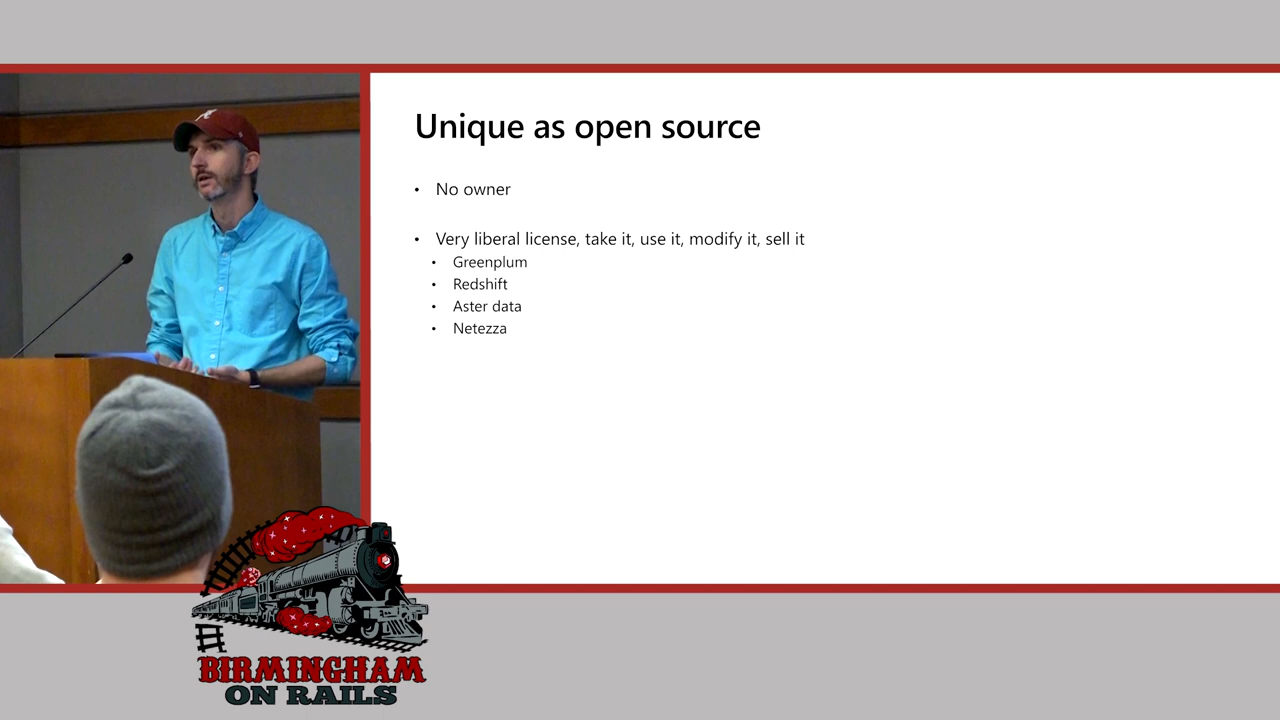 Unique as open source
• No owner
• Very liberal license, take it, use it, modify it, sell it
• Greenplum
• Redshift
• Aster data
• Netezza
BIRMINGHAM
ON RAILS